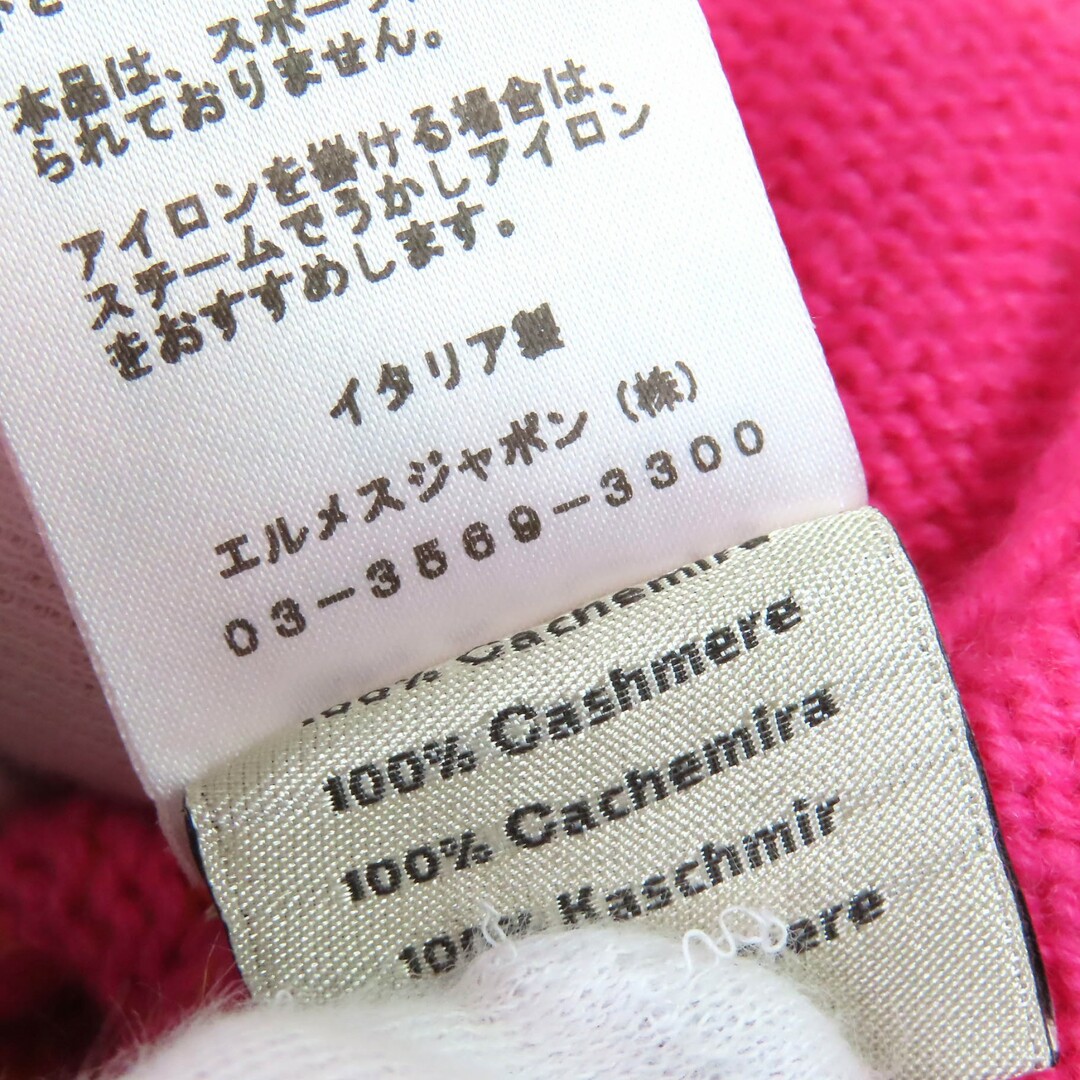 本品は、スポー
られておりません。
アイロンを掛ける場合は、
スチームでうかしアイロン
をおすすめします。
イタリア製
エルメスジャポン（株）
03-3569-3300
100% Cachemira
100% Cashmere
100% Cachemira
100% Kaschmir
ere